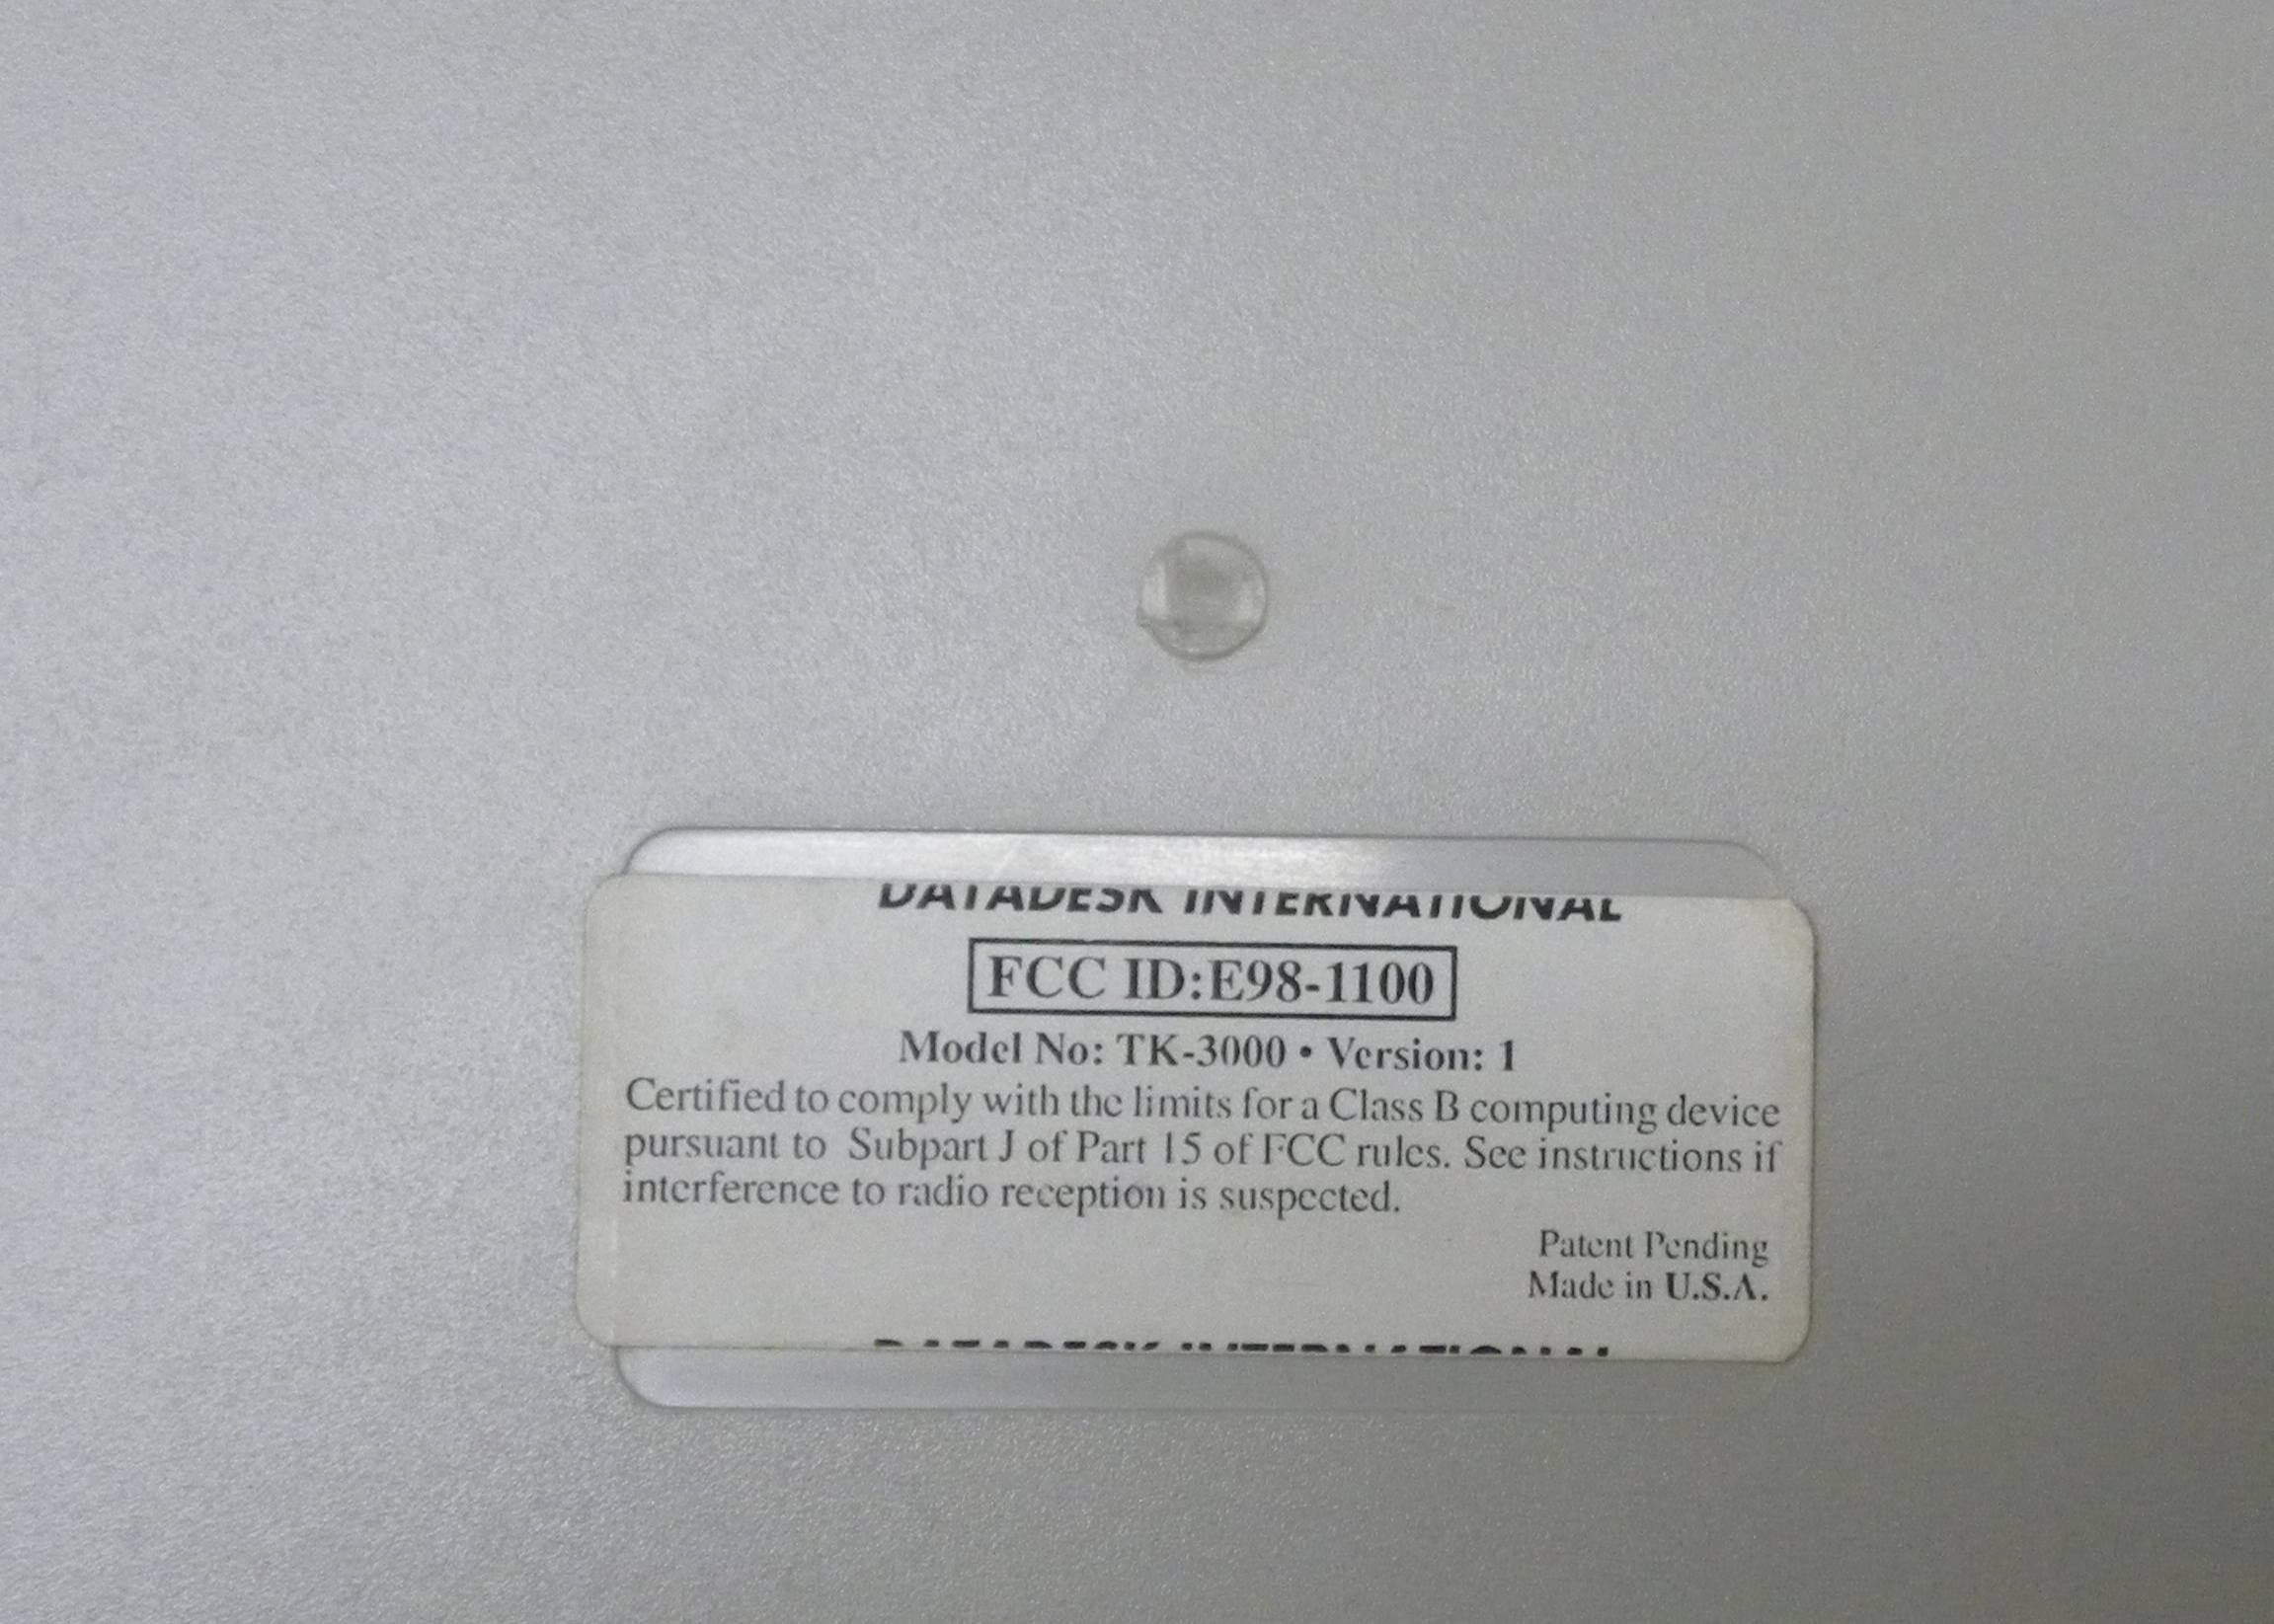 DATADESK INTERNATIONAL
FCC ID:E98-1100
Model No: TK-3000 • Version: 1
Certified to comply with the limits for a Class B computing device
pursuant to Subpart J of Part 15 of FCC rules. See instructions if
interference to radio reception is suspected.
Patent Pending
Made in U.S.A.
DATADESK INTERNATIONAL